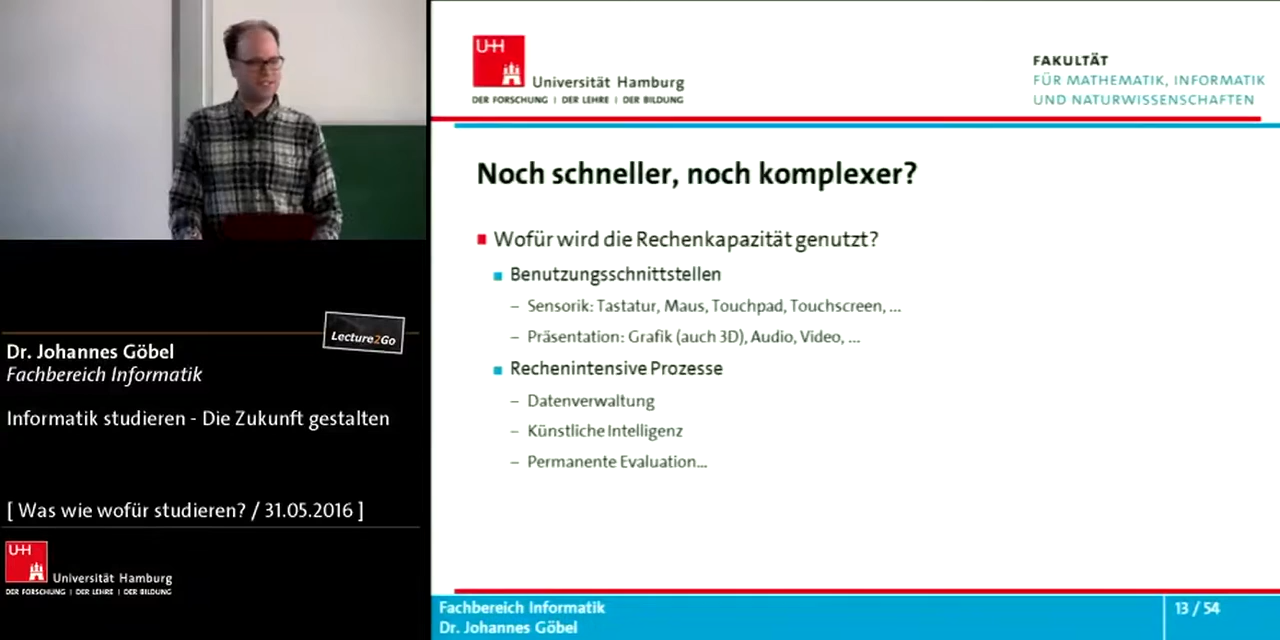 Lecture2Go
Dr. Johannes Göbel
Fachbereich Informatik
Informatik studieren - Die Zukunft gestalten
[ Was wie wofür studieren? / 31.05.2016 ]
UH
Universität Hamburg
DER FORSCHUNG | DER LEHRE | DER BILDUNG
UH
Universität Hamburg
DER FORSCHUNG | DER LEHRE | DER BILDUNG
FAKULTÄT
FÜR MATHEMATIK, INFORMATIK
UND NATURWISSENSCHAFTEN
Noch schneller, noch komplexer?
Wofür wird die Rechenkapazität genutzt?
Benutzungsschnittstellen
– Sensorik: Tastatur, Maus, Touchpad, Touchscreen, ...
– Präsentation: Grafik (auch 3D), Audio, Video, ...
Rechenintensive Prozesse
– Datenverwaltung
– Künstliche Intelligenz
– Permanente Evaluation...
Fachbereich Informatik
Dr. Johannes Göbel
13 / 54